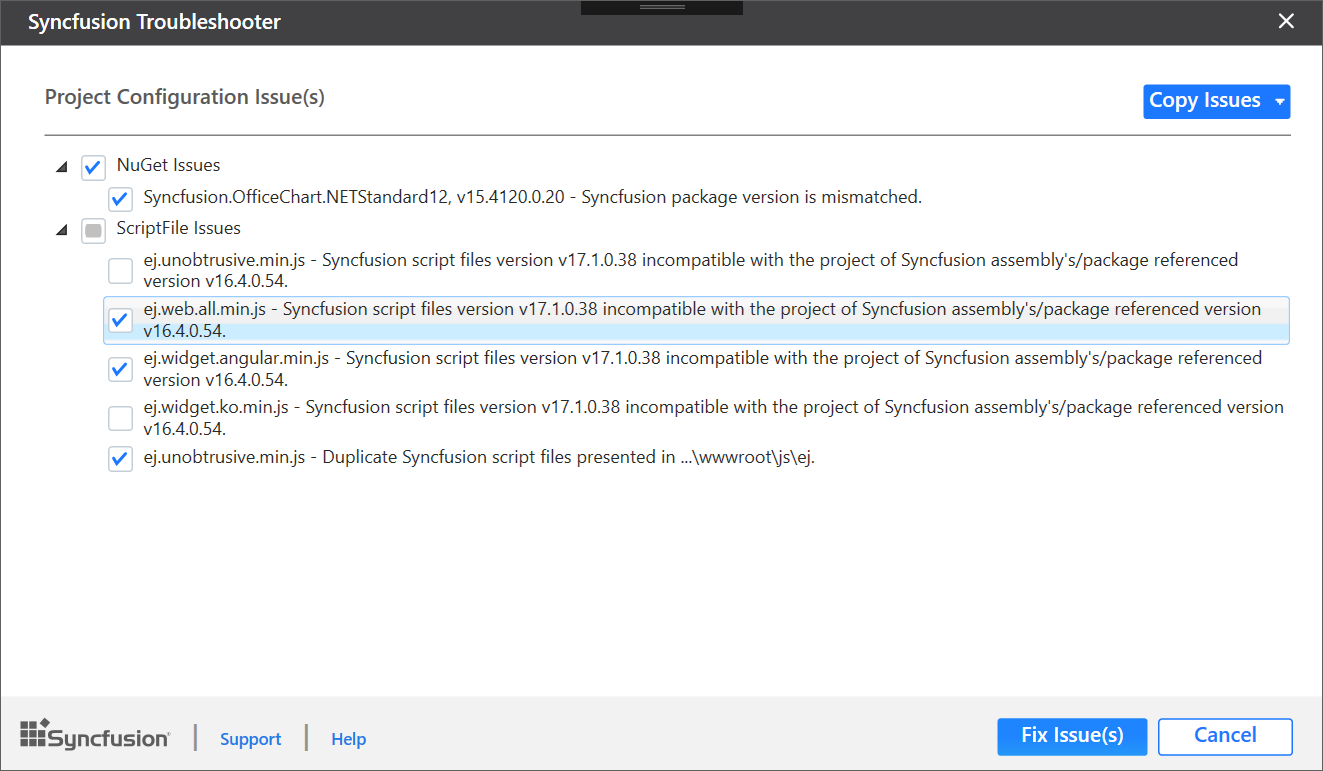 Syncfusion Troubleshooter
Project Configuration Issue(s)
Copy Issues
NuGet Issues
Syncfusion.OfficeChart.NETStandard12, v15.4120.0.20 - Syncfusion package version is mismatched.
ScriptFile Issues
ej.unobtrusive.min.js - Syncfusion script files version v17.1.0.38 incompatible with the project of Syncfusion assembly's/package referenced
version v16.4.0.54.
ej.web.all.min.js - Syncfusion script files version v17.1.0.38 incompatible with the project of Syncfusion assembly's/package referenced version
v16.4.0.54.
ej.widget.angular.min.js - Syncfusion script files version v17.1.0.38 incompatible with the project of Syncfusion assembly's/package referenced
version v16.4.0.54.
ej.widget.ko.min.js - Syncfusion script files version v17.1.0.38 incompatible with the project of Syncfusion assembly's/package referenced version
v16.4.0.54.
ej.unobtrusive.min.js - Duplicate Syncfusion script files presented in ...\wwwroot\js\ej.
Syncfusion | Support | Help
Fix Issue(s)
Cancel